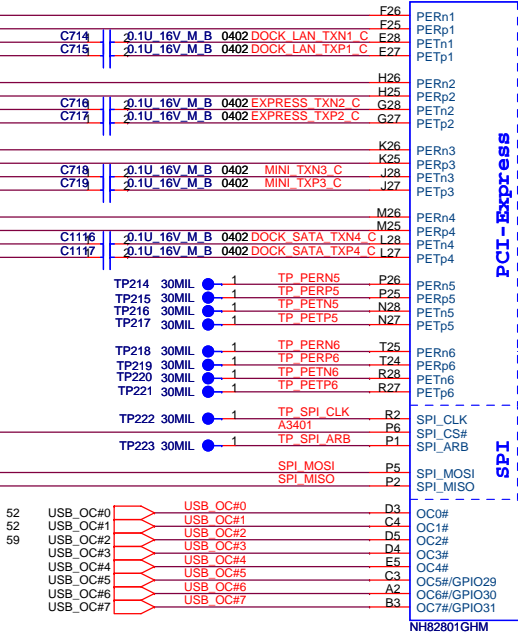 F26 PERn1
F25 PERp1
C714 2 0.1U_16V_M_B 0402 DOCK_LAN_TXN1_C E28 PETn1
C715 2 0.1U_16V_M_B 0402 DOCK_LAN_TXP1_C E27 PETp1
H26 PERn2
H25 PERp2
C716 2 0.1U_16V_M_B 0402 EXPRESS_TXN2_C G28 PETn2
C717 2 0.1U_16V_M_B 0402 EXPRESS_TXP2_C G27 PETp2
K26 PERn3
K25 PERp3
C718 2 0.1U_16V_M_B 0402 MINI_TXN3_C J28 PETn3
C719 2 0.1U_16V_M_B 0402 MINI_TXP3_C J27 PETp3
M26 PERn4
M25 PERp4
C1116 2 0.1U_16V_M_B 0402 DOCK_SATA_TXN4_C L28 PETn4
C1117 2 0.1U_16V_M_B 0402 DOCK_SATA_TXP4_C L27 PETp4
PCI-Express
TP214 30MIL 1 TP_PERN5 P26 PERn5
TP215 30MIL 1 TP_PERP5 P25 PERp5
TP216 30MIL 1 TP_PETN5 N28 PETn5
TP217 30MIL 1 TP_PETP5 N27 PETp5
TP218 30MIL 1 TP_PERN6 T25 PERn6
TP219 30MIL 1 TP_PERP6 T24 PERp6
TP220 30MIL 1 TP_PETN6 R28 PETn6
TP221 30MIL 1 TP_PETP6 R27 PETp6
TP222 30MIL 1 TP_SPI_CLK R2 SPI_CLK
A3401 P6 SPI_CS#
TP223 30MIL 1 TP_SPI_ARB P1 SPI_ARB
SPI
SPI_MOSI P5 SPI_MOSI
SPI_MISO P2 SPI_MISO
52 USB_OC#0 USB_OC#0 D3 OC0#
52 USB_OC#1 USB_OC#1 C4 OC1#
59 USB_OC#2 USB_OC#2 D5 OC2#
USB_OC#3 USB_OC#3 D4 OC3#
USB_OC#4 USB_OC#4 E5 OC4#
USB_OC#5 USB_OC#5 C3 OC5#/GPIO29
USB_OC#6 USB_OC#6 A2 OC6#/GPIO30
USB_OC#7 USB_OC#7 B3 OC7#/GPIO31
NH82801GHM